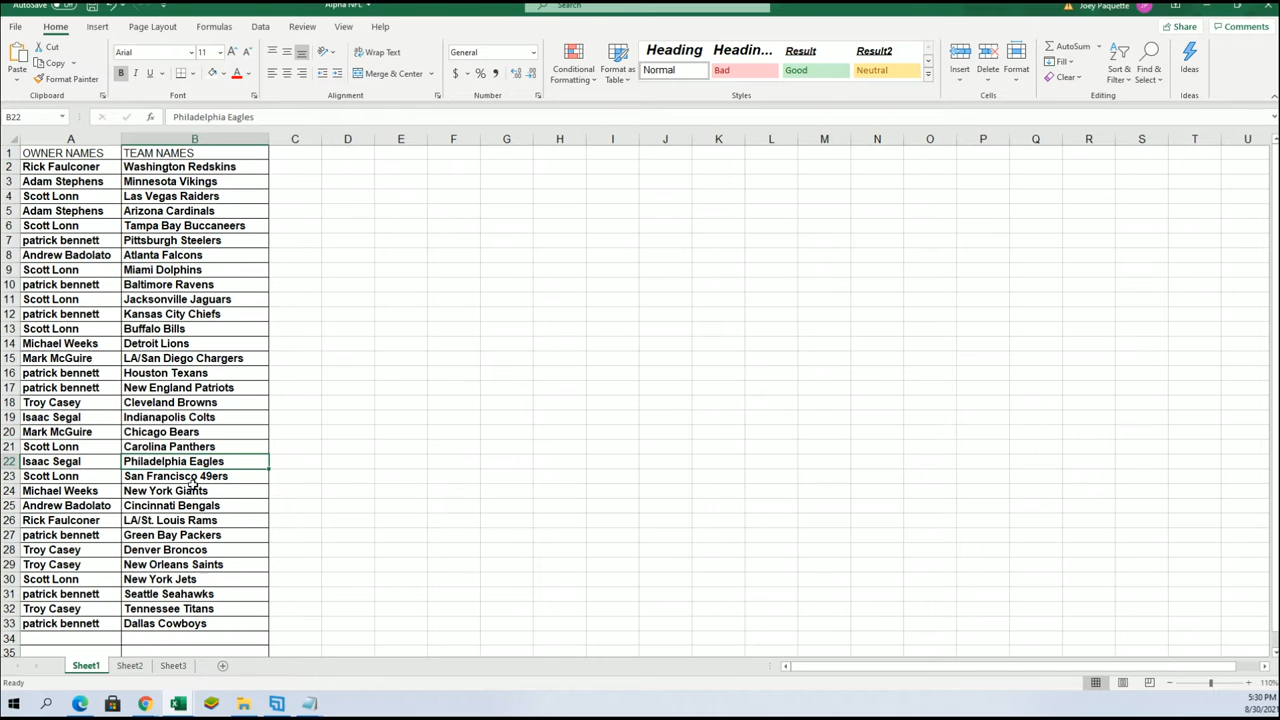 AutoSave
Alpha NFL
Search
Joey Paquette
JP
File Home Insert Page Layout Formulas Data Review View Help
Share Comments
Paste
Cut
Copy
Format Painter
Clipboard
Arial 11
B I U
A A
Font
Wrap Text
Merge & Center
Alignment
General
$ % 9
Number
Conditional Formatting
Format as Table
Heading Headin... Result Result2
Normal Bad Good Neutral
Styles
Insert Delete Format
Cells
AutoSum
Fill
Clear
Sort & Filter
Find & Select
Editing
Ideas
Ideas
B22 fx Philadelphia Eagles
A B C D E F G H I J K L M N O P Q R S T U
1 OWNER NAMES TEAM NAMES
2 Rick Faulconer Washington Redskins
3 Adam Stephens Minnesota Vikings
4 Scott Lonn Las Vegas Raiders
5 Adam Stephens Arizona Cardinals
6 Scott Lonn Tampa Bay Buccaneers
7 patrick bennett Pittsburgh Steelers
8 Andrew Badolato Atlanta Falcons
9 Scott Lonn Miami Dolphins
10 patrick bennett Baltimore Ravens
11 Scott Lonn Jacksonville Jaguars
12 patrick bennett Kansas City Chiefs
13 Scott Lonn Buffalo Bills
14 Michael Weeks Detroit Lions
15 Mark McGuire LA/San Diego Chargers
16 patrick bennett Houston Texans
17 patrick bennett New England Patriots
18 Troy Casey Cleveland Browns
19 Isaac Segal Indianapolis Colts
20 Mark McGuire Chicago Bears
21 Scott Lonn Carolina Panthers
22 Isaac Segal Philadelphia Eagles
23 Scott Lonn San Francisco 49ers
24 Michael Weeks New York Giants
25 Andrew Badolato Cincinnati Bengals
26 Rick Faulconer LA/St. Louis Rams
27 patrick bennett Green Bay Packers
28 Troy Casey Denver Broncos
29 Troy Casey New Orleans Saints
30 Scott Lonn New York Jets
31 patrick bennett Seattle Seahawks
32 Troy Casey Tennessee Titans
33 patrick bennett Dallas Cowboys
34
35
Sheet1 Sheet2 Sheet3
Ready
110%
5:30 PM
8/30/2021